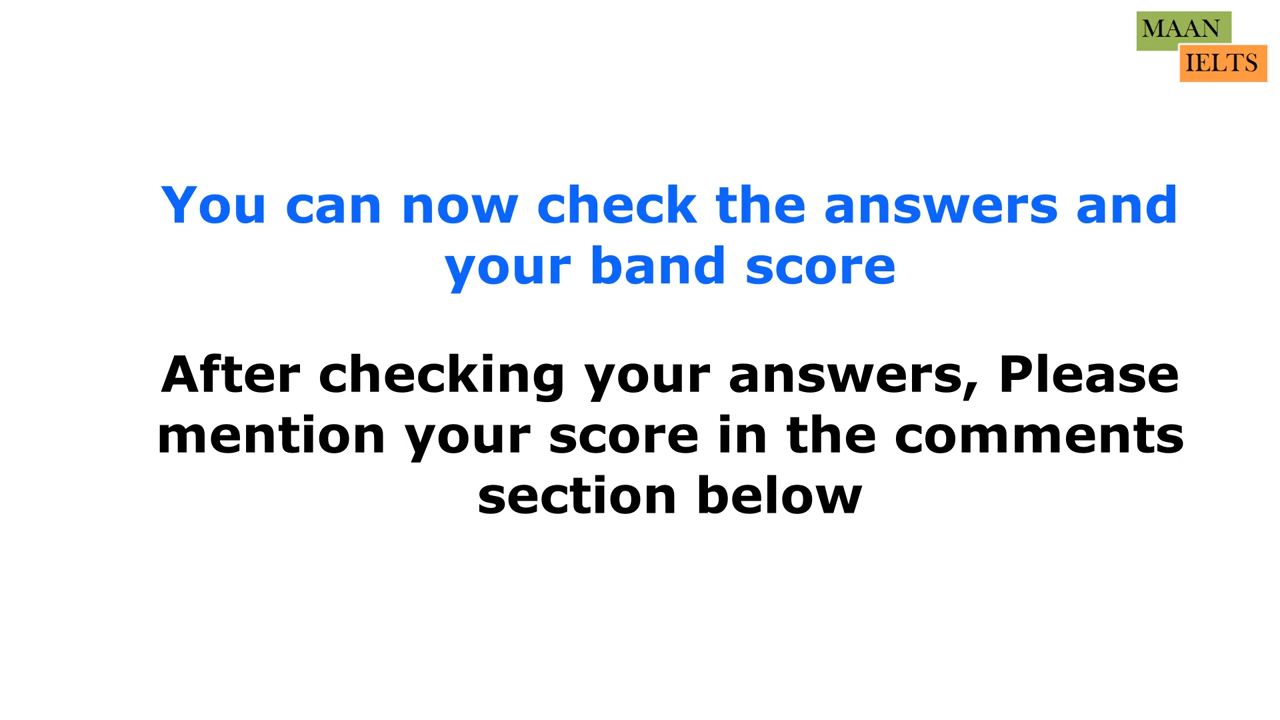 MAAN
IELTS
You can now check the answers and
your band score
After checking your answers, Please
mention your score in the comments
section below